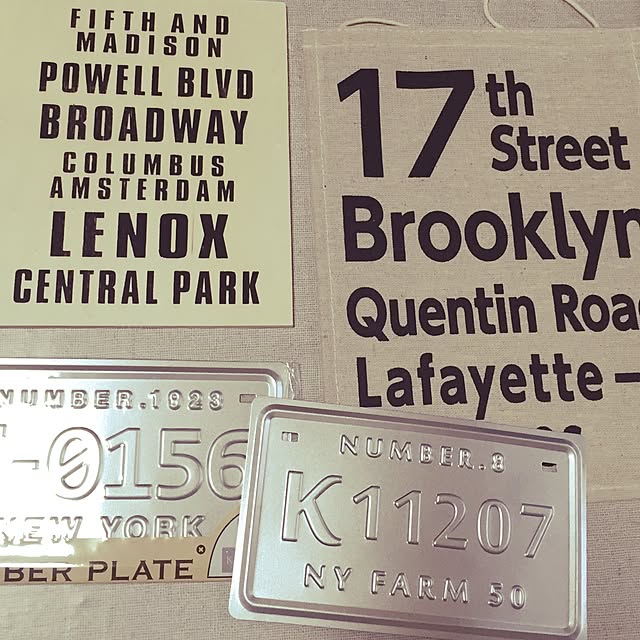 FIFTH AND
MADISON
POWELL BLVD
BROADWAY
COLUMBUS
AMSTERDAM
LENOX
CENTRAL PARK
17th
Street
Brooklyn
Quentin Road
Lafayette –
NUMBER.1923
-0156
NEW YORK
BER PLATE
NUMBER.8
K11207
NY FARM 50